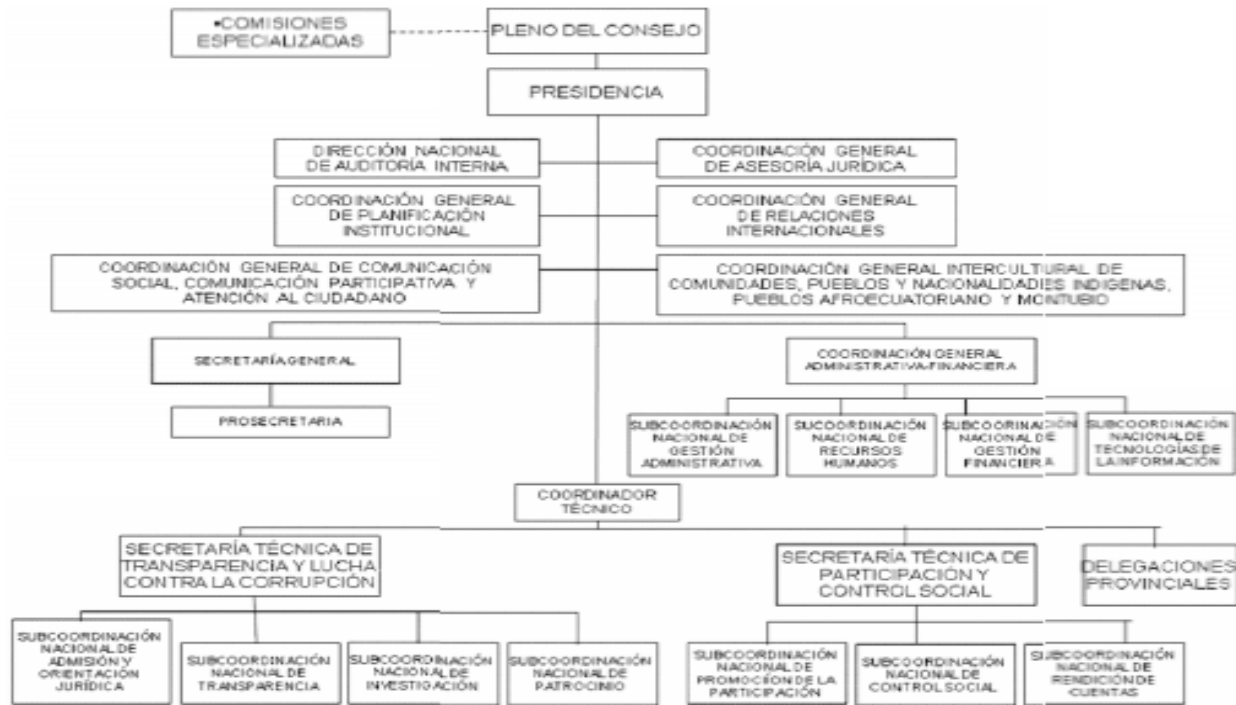 •COMISIONES
ESPECIALIZADAS
PLENO DEL CONSEJO
PRESIDENCIA
DIRECCIÓN NACIONAL
DE AUDITORÍA INTERNA
COORDINACIÓN GENERAL
DE ASESORÍA JURÍDICA
COORDINACIÓN GENERAL
DE PLANIFICACIÓN
INSTITUCIONAL
COORDINACIÓN GENERAL
DE RELACIONES
INTERNACIONALES
COORDINACIÓN GENERAL DE COMUNICACIÓN
SOCIAL, COMUNICACIÓN PARTICIPATIVA Y
ATENCIÓN AL CIUDADANO
COORDINACIÓN GENERAL INTERCULTURAL DE
COMUNIDADES, PUEBLOS Y NACIONALIDADES INDIGENAS,
PUEBLOS AFROECUATORIANO Y MONTUBIO
SECRETARÍA GENERAL
PROSECRETARIA
COORDINACIÓN GENERAL
ADMINISTRATIVA-FINANCIERA
SUBCOORDINACIÓN
NACIONAL DE
GESTIÓN
ADMINISTRATIVA
SUCOORDINACIÓN
NACIONAL DE
RECURSOS
HUMANOS
SUBCOORINACIÓN
NACIONAL DE
GESTIÓN
FINANCIERA
SUBCOORDINACIÓN
NACIONAL DE
TECNOLOGÍAS DE
LA INFORMACIÓN
COORDINADOR
TÉCNICO
SECRETARÍA TÉCNICA DE
TRANSPARENCIA Y LUCHA
CONTRA LA CORRUPCIÓN
SECRETARÍA TÉCNICA DE
PARTICIPACIÓN Y
CONTROL SOCIAL
DELEGACIONES
PROVINCIALES
SUBCOORDINACIÓN
NACIONAL DE
ADMISIÓN Y
ORIENTACIÓN
JURÍDICA
SUBCOORDINACIÓN
NACIONAL DE
TRANSPARENCIA
SUBCOORDINACIÓN
NACIONAL DE
INVESTIGACIÓN
SUBCOORDINACIÓN
NACIONAL DE
PATROCINIO
SUBCOORDINACIÓN
NACIONAL DE
PROMOCIÓN DE LA
PARTICIPACIÓN
SUBCOORDINACIÓN
NACIONAL DE
CONTROL SOCIAL
SUBCOORDINACIÓN
NACIONAL DE
RENDICIÓN DE
CUENTAS